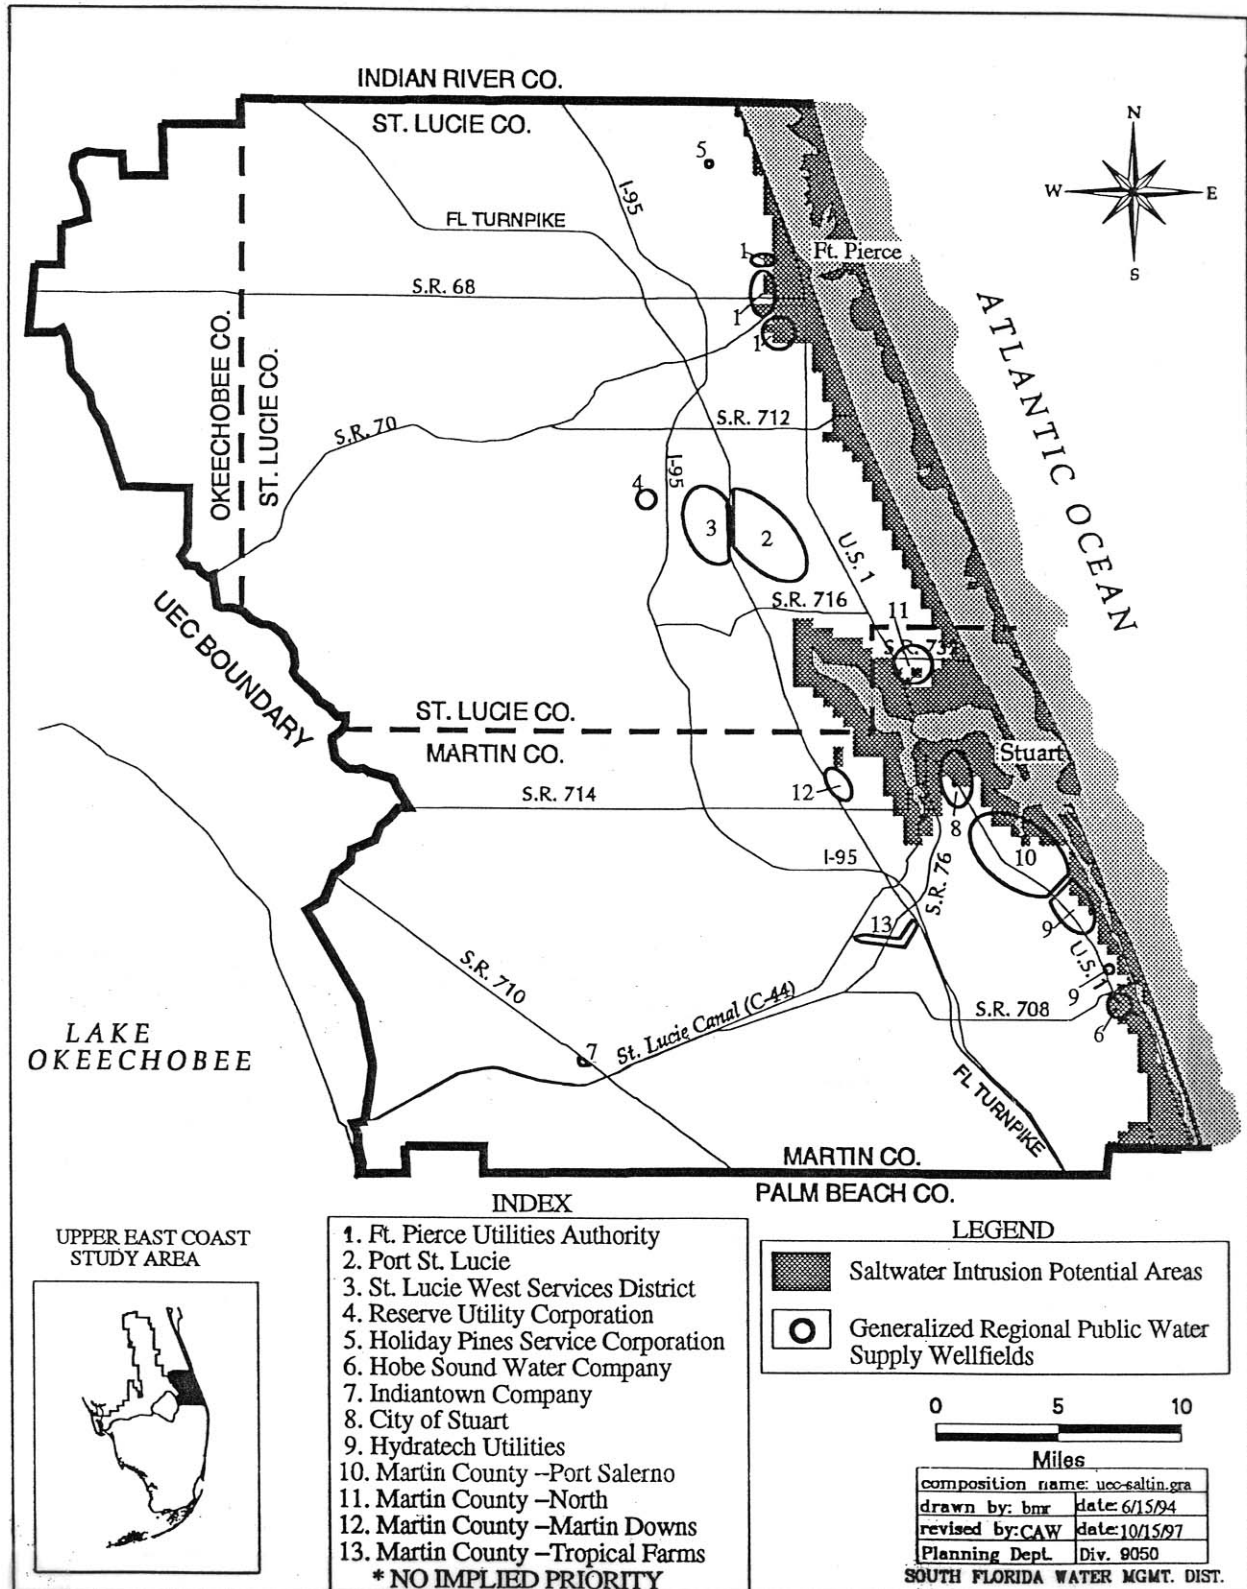 INDIAN RIVER CO.
ST. LUCIE CO.
N
W
E
S
5
I-95
FL TURNPIKE
1
Ft. Pierce
S.R. 68
1
1
ATLANTIC OCEAN
OKEECHOBEE CO.
ST. LUCIE CO.
S.R. 70
S.R. 712
I-95
4
3
2
U.S. 1
S.R. 716
11
UEC BOUNDARY
S.R. 732
ST. LUCIE CO.
MARTIN CO.
Stuart
12
S.R. 714
8
10
I-95
S.R. 76
13
9
U.S. 1
S.R. 710
9
St. Lucie Canal (C-44)
S.R. 708
6
LAKE
OKEECHOBEE
7
FL TURNPIKE
MARTIN CO.
PALM BEACH CO.
UPPER EAST COAST
STUDY AREA
INDEX
1. Ft. Pierce Utilities Authority
2. Port St. Lucie
3. St. Lucie West Services District
4. Reserve Utility Corporation
5. Holiday Pines Service Corporation
6. Hobe Sound Water Company
7. Indiantown Company
8. City of Stuart
9. Hydratech Utilities
10. Martin County --Port Salerno
11. Martin County --North
12. Martin County --Martin Downs
13. Martin County --Tropical Farms
* NO IMPLIED PRIORITY
LEGEND
Saltwater Intrusion Potential Areas
Generalized Regional Public Water
Supply Wellfields
0 5 10
Miles
composition name: uec-saltin.gra
drawn by: bmr date: 6/15/94
revised by: CAW date: 10/15/97
Planning Dept. Div. 9050
SOUTH FLORIDA WATER MGMT. DIST.